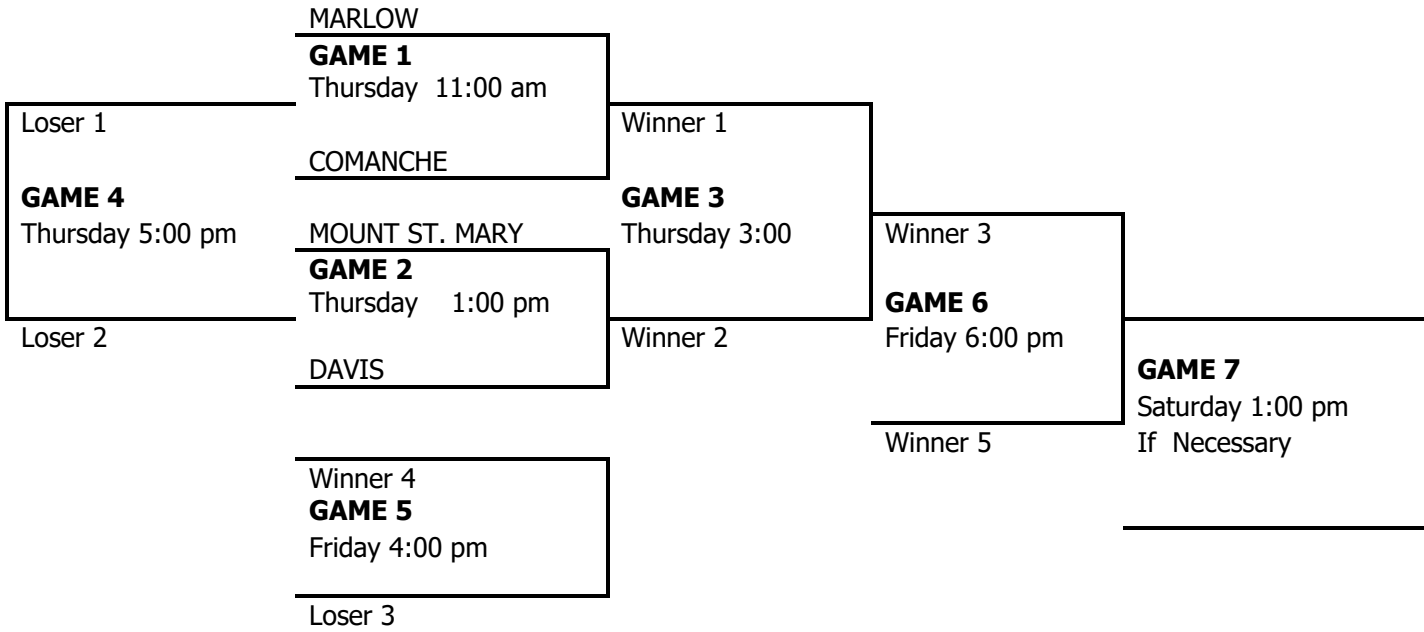 MARLOW
GAME 1
Thursday 11:00 am
Loser 1
Winner 1
COMANCHE
GAME 4
GAME 3
Thursday 5:00 pm
MOUNT ST. MARY
Thursday 3:00
Winner 3
GAME 2
Thursday 1:00 pm
GAME 6
Loser 2
Winner 2
Friday 6:00 pm
DAVIS
GAME 7
Saturday 1:00 pm
Winner 5
If Necessary
Winner 4
GAME 5
Friday 4:00 pm
Loser 3